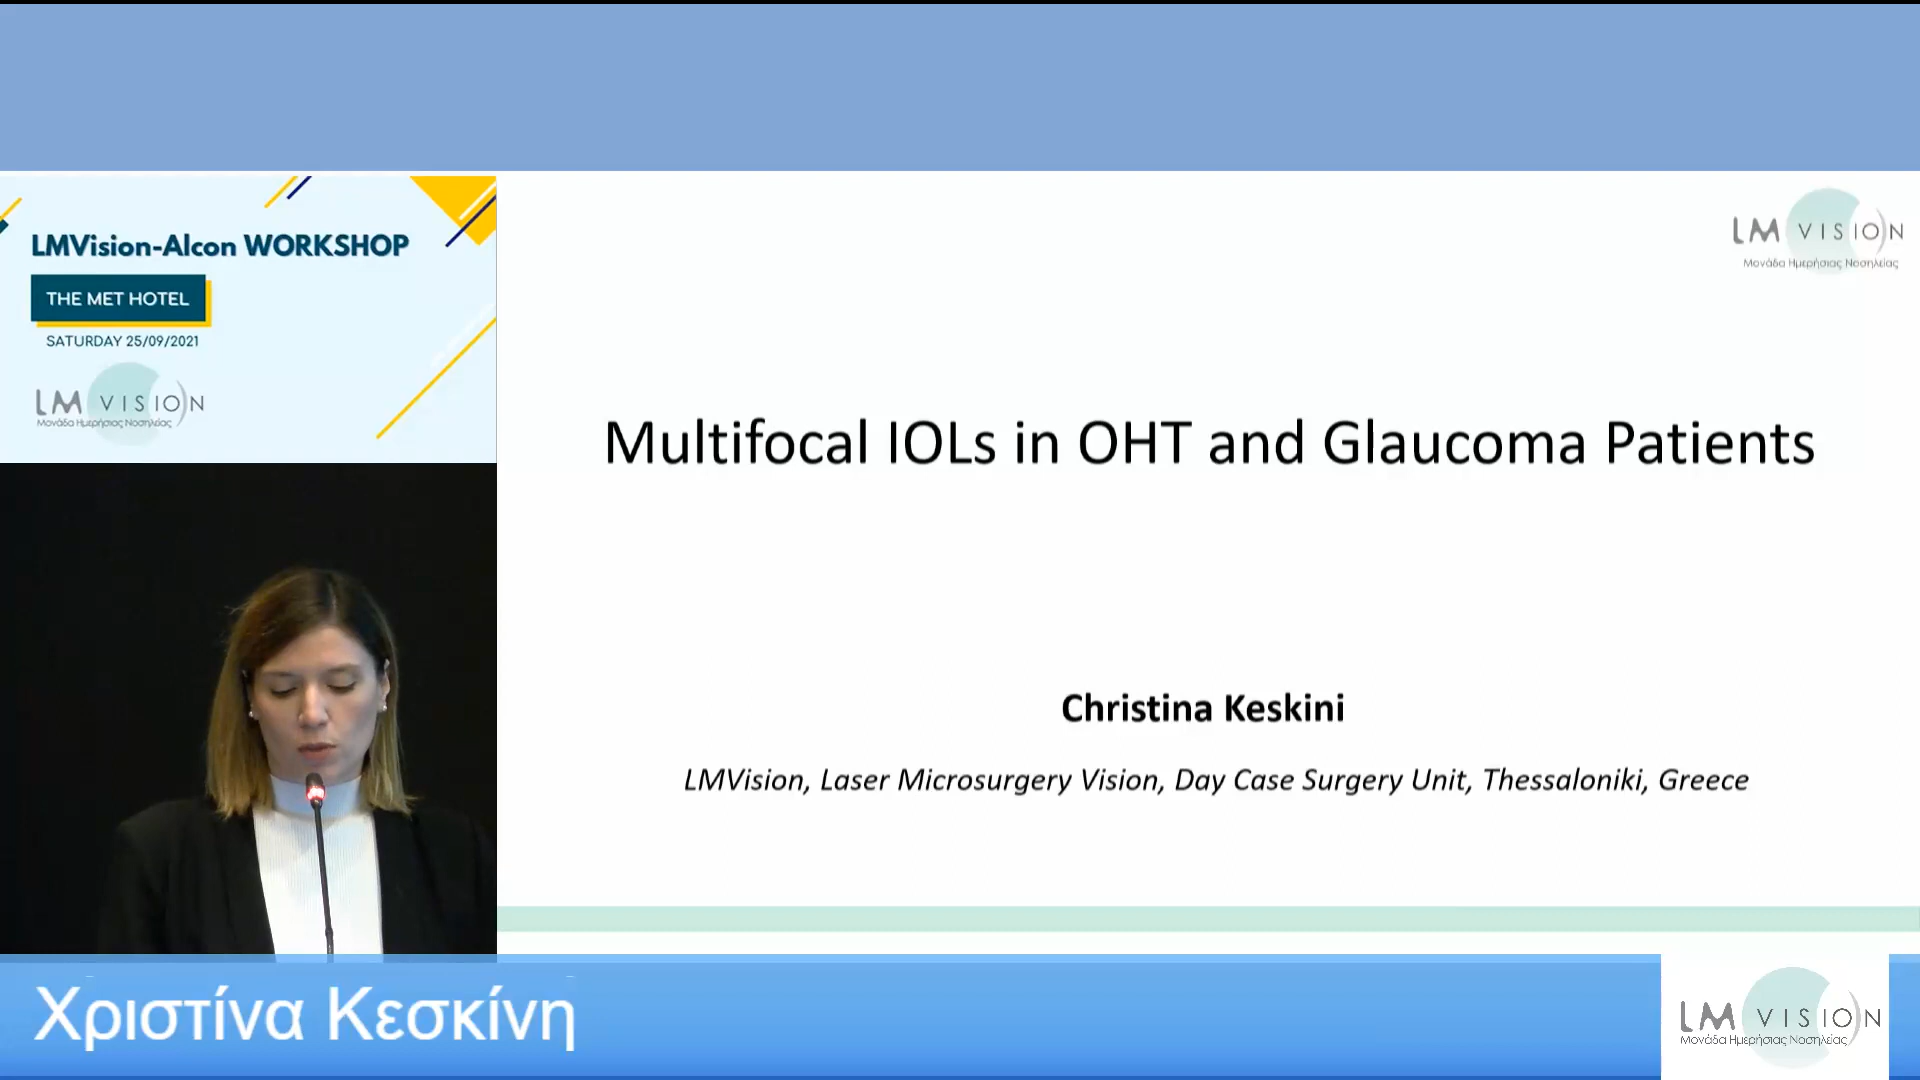 LMVision-Alcon WORKSHOP
THE MET HOTEL
SATURDAY 25/09/2021
LM VISION
Μονάδα Ημερήσιας Νοσηλείας
LM VISION
Μονάδα Ημερήσιας Νοσηλείας
Multifocal IOLs in OHT and Glaucoma Patients
Christina Keskini
LMVision, Laser Microsurgery Vision, Day Case Surgery Unit, Thessaloniki, Greece
Χριστίνα Κεσκίνη
LM VISION
Μονάδα Ημερήσιας Νοσηλείας